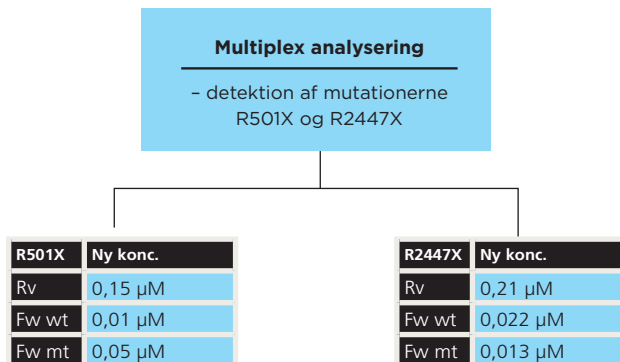 Multiplex analysering
– detektion af mutationerne
R501X og R2447X
R501X Ny konc.
Rv 0,15 µM
Fw wt 0,01 µM
Fw mt 0,05 µM
R2447X Ny konc.
Rv 0,21 µM
Fw wt 0,022 µM
Fw mt 0,013 µM